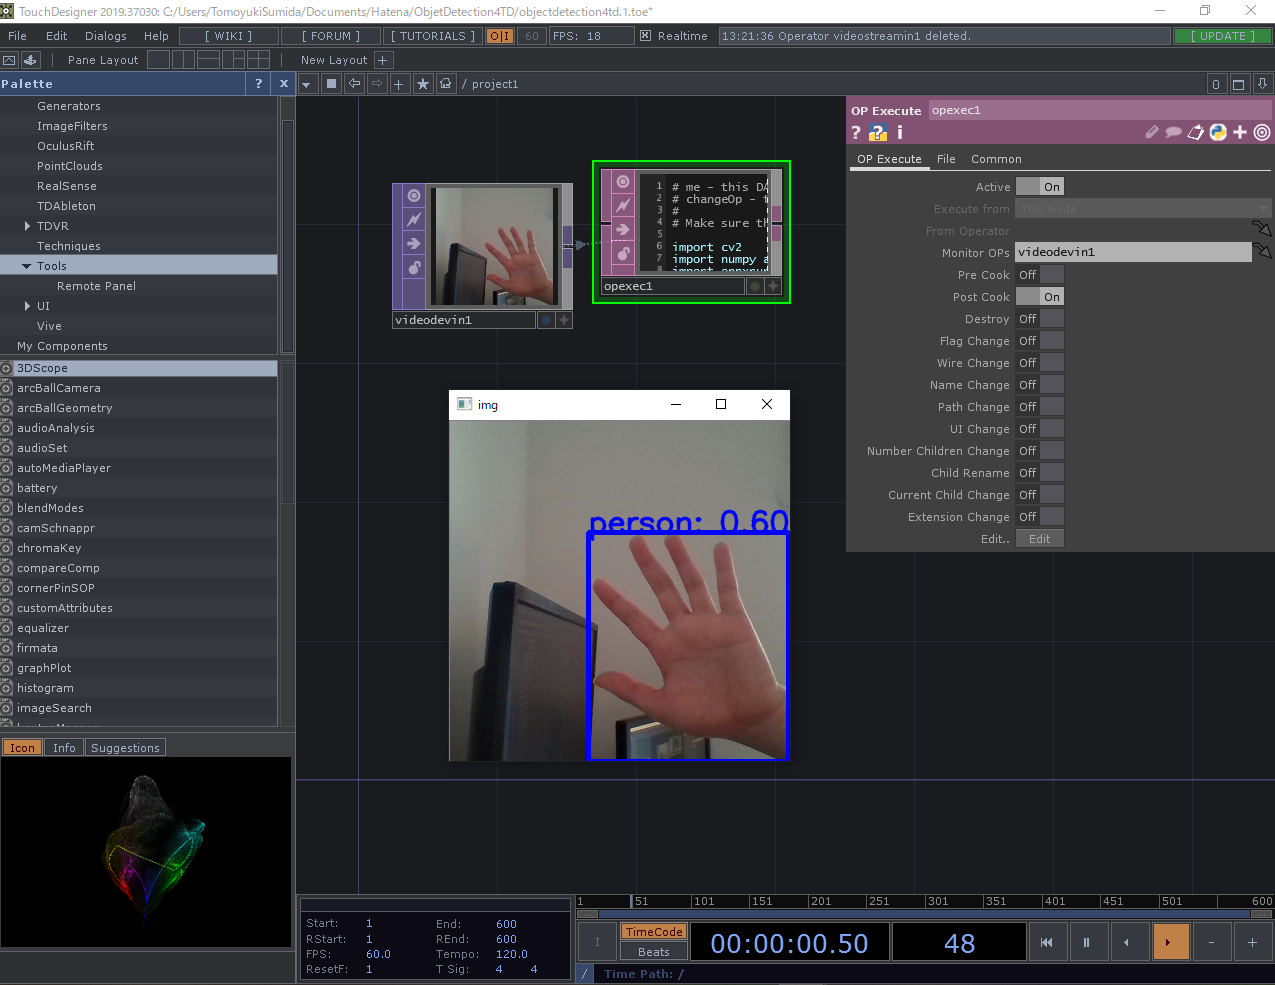 TouchDesigner 2019.37030: C:/Users/TomoyukiSumida/Documents/Hatena/ObjetDetection4TD/objectdetection4td.1.toe*
File Edit Dialogs Help [ WIKI ] [ FORUM ] [ TUTORIALS ] O|I 60 FPS: 18 Realtime 13:21:36 Operator videostreamin1 deleted. [ UPDATE ]
Pane Layout New Layout +
Palette ? x
/ project1
0
Generators
ImageFilters
OculusRift
PointClouds
RealSense
TDAbleton
TDVR
Techniques
Tools
Remote Panel
UI
Vive
My Components
3DScope
arcBallCamera
arcBallGeometry
audioAnalysis
audioSet
autoMediaPlayer
battery
blendModes
camSchnappr
chromaKey
compareComp
cornerPinSOP
customAttributes
equalizer
firmata
graphPlot
histogram
imageSearch
Icon Info Suggestions
videodevin1
1 # me - this DA
2 # changeOp - t
3 #
4 # Make sure th
5
6 import cv2
7 import numpy a
8
opexec1
img
person: 0.60
OP Execute opexec1
OP Execute File Common
Active On
Execute from This Node
From Operator
Monitor OPs videodevin1
Pre Cook Off
Post Cook On
Destroy Off
Flag Change Off
Wire Change Off
Name Change Off
Path Change Off
UI Change Off
Number Children Change Off
Child Rename Off
Current Child Change Off
Extension Change Off
Edit.. Edit
Start: 1 End: 600
RStart: 1 REnd: 600
FPS: 60.0 Tempo: 120.0
ResetF: 1 T Sig: 4 4
1 51 101 151 201 251 301 351 401 451 501 600
TimeCode
Beats
00:00:00.50
48
/ Time Path: /